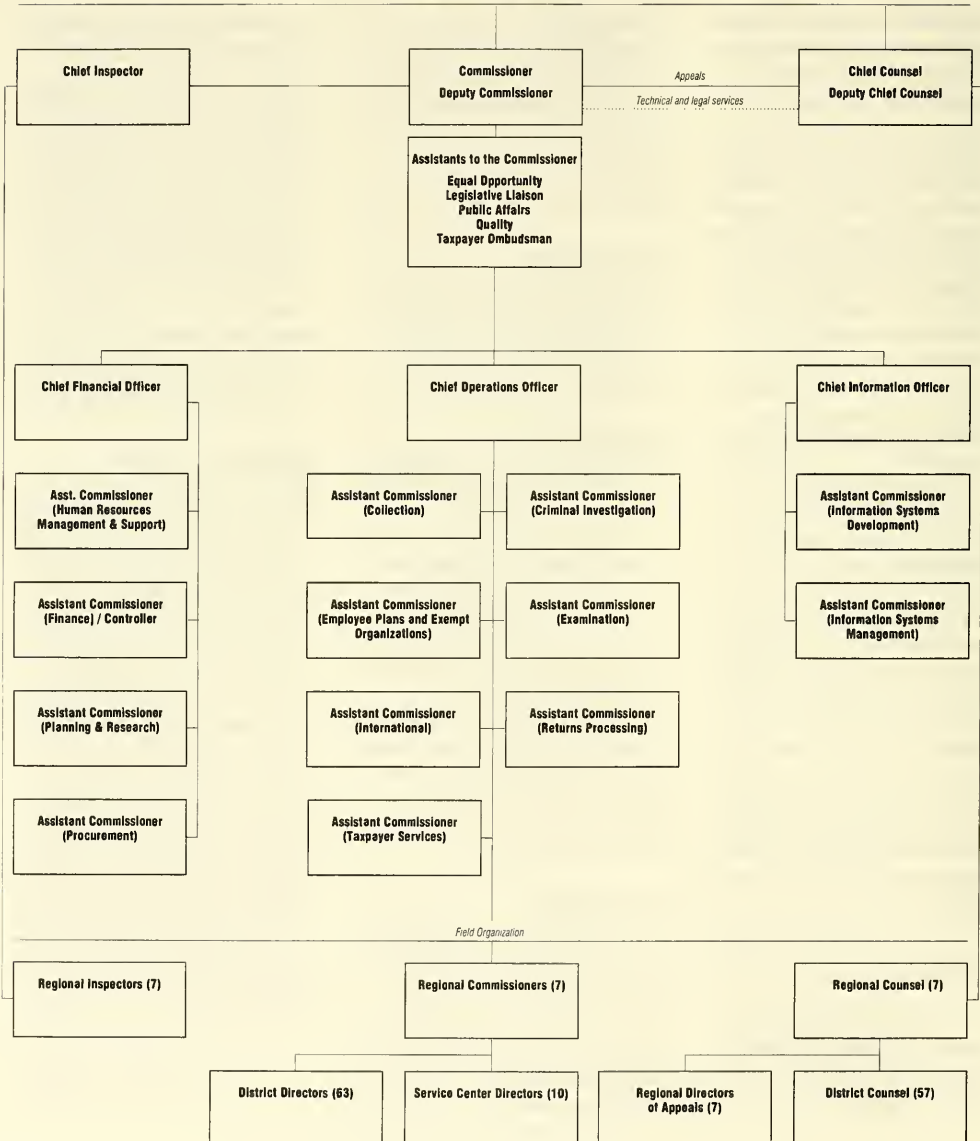 Chief Inspector
Commissioner
Deputy Commissioner
Appeals
Technical and legal services
Chief Counsel
Deputy Chief Counsel
Assistants to the Commissioner
Equal Opportunity
Legislative Liaison
Public Affairs
Quality
Taxpayer Ombudsman
Chief Financial Officer
Chief Operations Officer
Chief Information Officer
Asst. Commissioner
(Human Resources
Management & Support)
Assistant Commissioner
(Collection)
Assistant Commissioner
(Criminal Investigation)
Assistant Commissioner
(Information Systems
Development)
Assistant Commissioner
(Finance) / Controller
Assistant Commissioner
(Employee Plans and Exempt
Organizations)
Assistant Commissioner
(Examination)
Assistant Commissioner
(Information Systems
Management)
Assistant Commissioner
(Planning & Research)
Assistant Commissioner
(International)
Assistant Commissioner
(Returns Processing)
Assistant Commissioner
(Procurement)
Assistant Commissioner
(Taxpayer Services)
Field Organization
Regional Inspectors (7)
Regional Commissioners (7)
Regional Counsel (7)
District Directors (63)
Service Center Directors (10)
Regional Directors
of Appeals (7)
District Counsel (57)